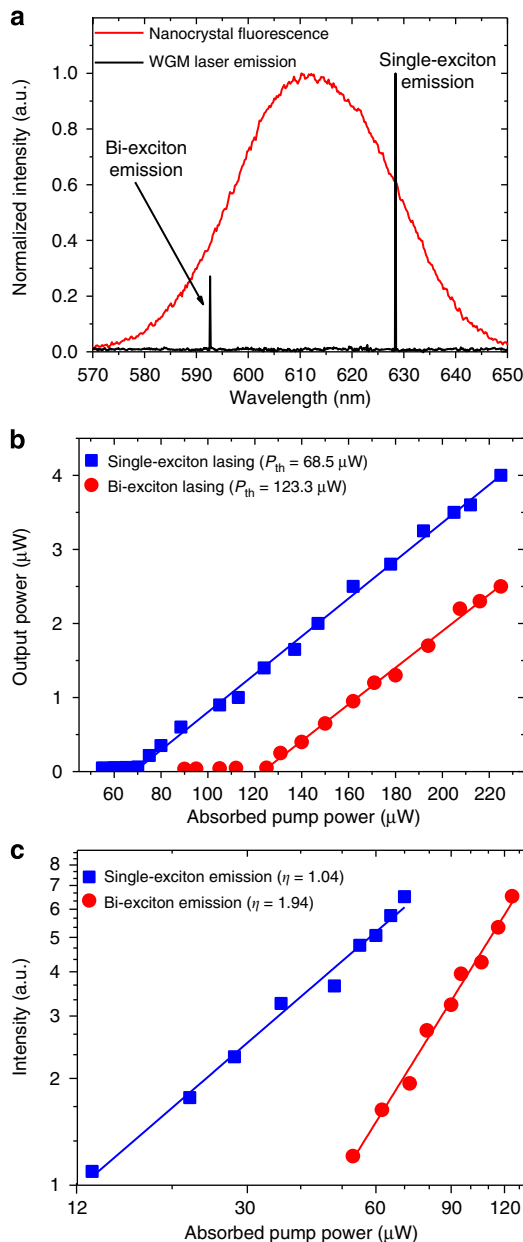 a
Nanocrystal fluorescence
WGM laser emission
Single-exciton
emission
Bi-exciton
emission
Normalized intensity (a.u.)
1.0
0.8
0.6
0.4
0.2
0.0
570 580 590 600 610 620 630 640 650
Wavelength (nm)
b
Single-exciton lasing (Pth = 68.5 μW)
Bi-exciton lasing (Pth = 123.3 μW)
Output power (μW)
4
3
2
1
0
60 80 100 120 140 160 180 200 220
Absorbed pump power (μW)
c
Single-exciton emission (η = 1.04)
Bi-exciton emission (η = 1.94)
Intensity (a.u.)
8
7
6
5
4
3
2
1
12 30 60 90 120
Absorbed pump power (μW)